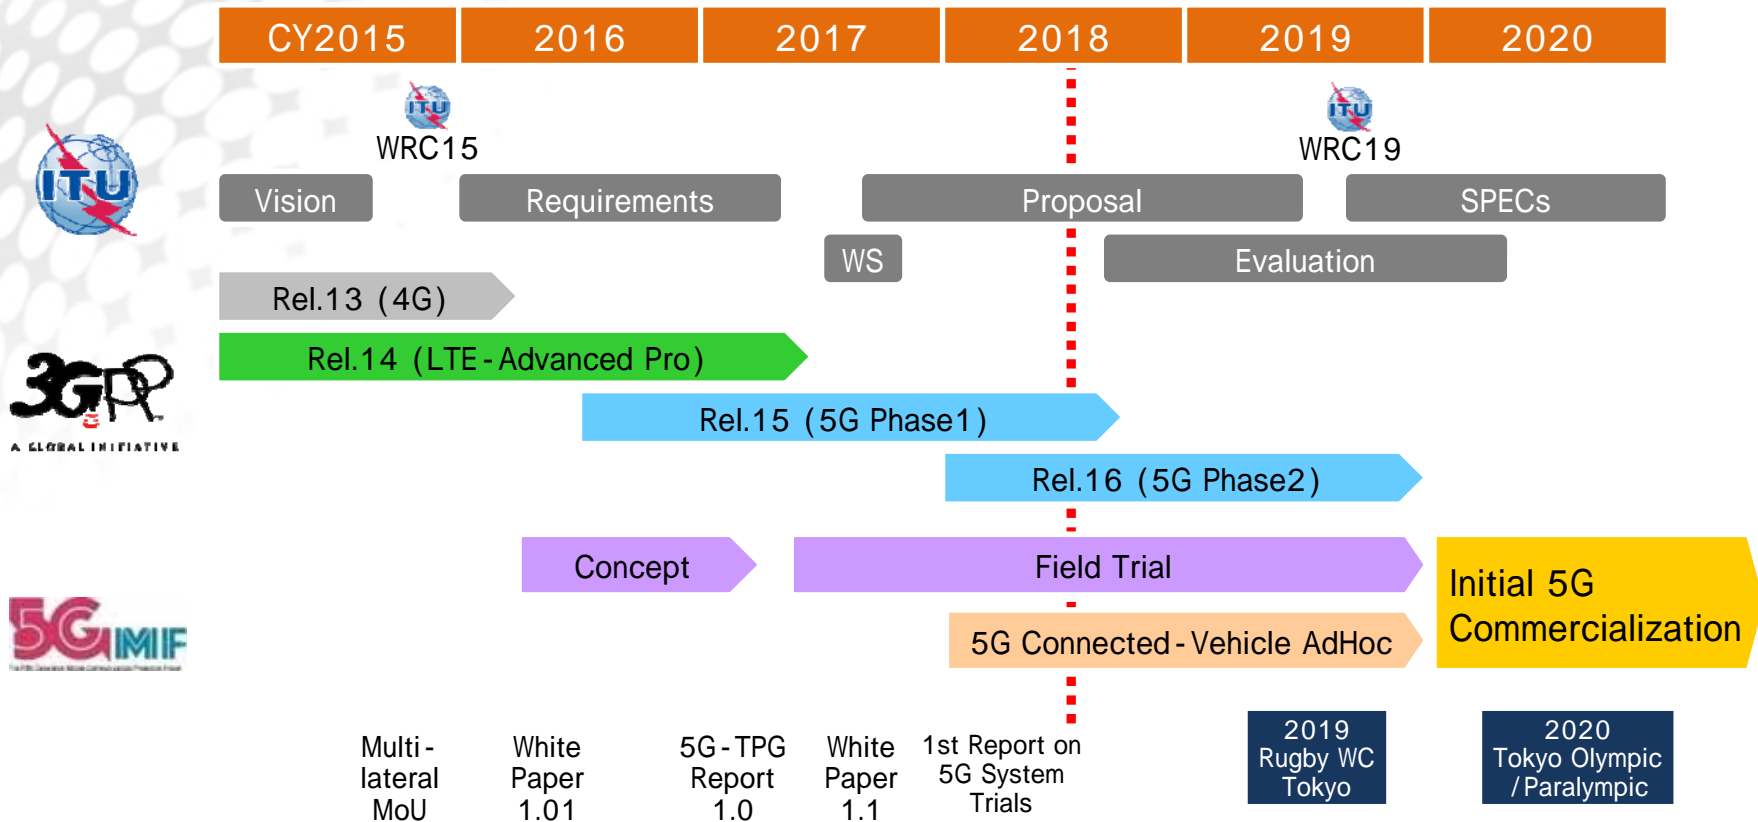 CY2015 2016 2017 2018 2019 2020
ITU ITU
WRC15 WRC19
ITU
Vision Requirements Proposal SPECs
WS Evaluation
Rel.13 (4G)
Rel.14 (LTE-Advanced Pro)
3GPP
A GLOBAL INITIATIVE
Rel.15 (5G Phase1)
Rel.16 (5G Phase2)
Concept Field Trial
Initial 5G
Commercialization
5GMF
5G Connected-Vehicle AdHoc
Multi-
lateral
MoU
White
Paper
1.01
5G-TPG
Report
1.0
White
Paper
1.1
1st Report on
5G System
Trials
2019
Rugby WC
Tokyo
2020
Tokyo Olympic
/Paralympic